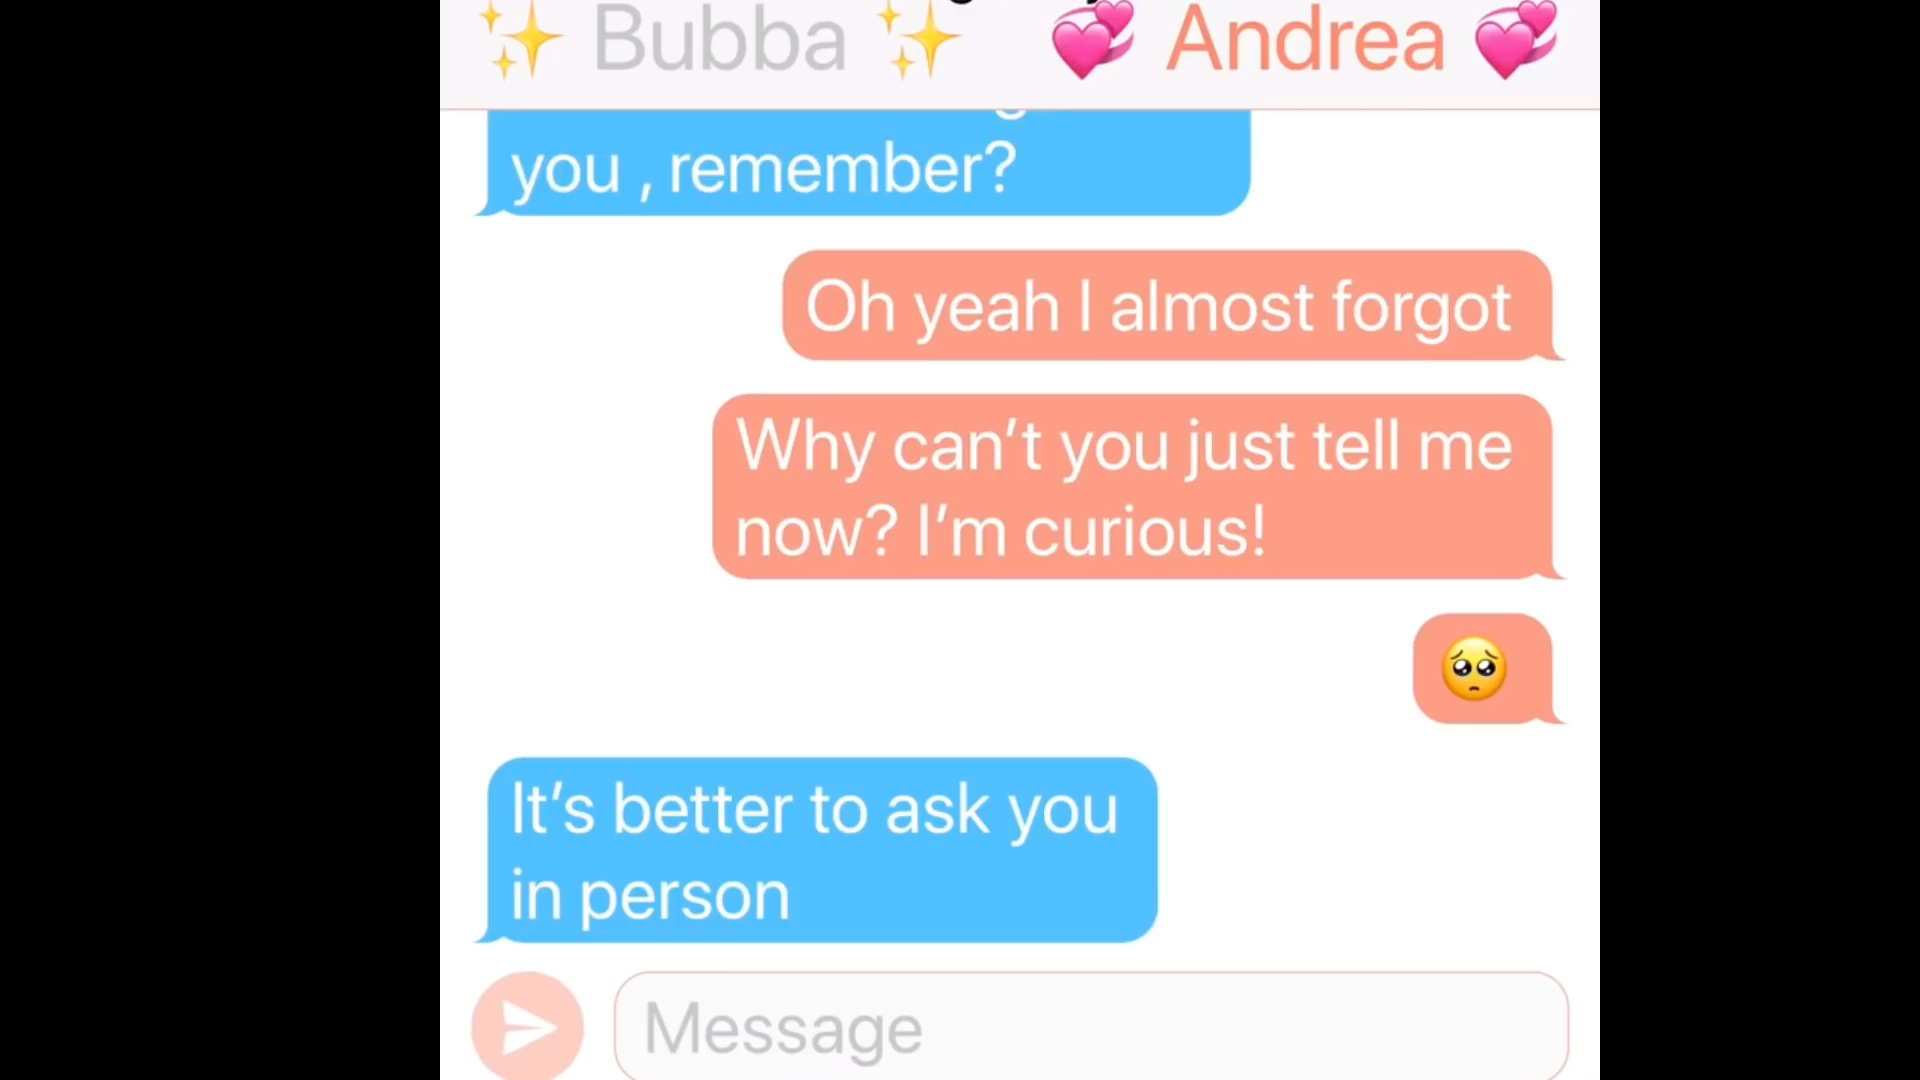 ✨ Bubba ✨ 💞 Andrea 💞
you , remember?
Oh yeah I almost forgot
Why can’t you just tell me
now? I’m curious!
🥺
It’s better to ask you
in person
Message